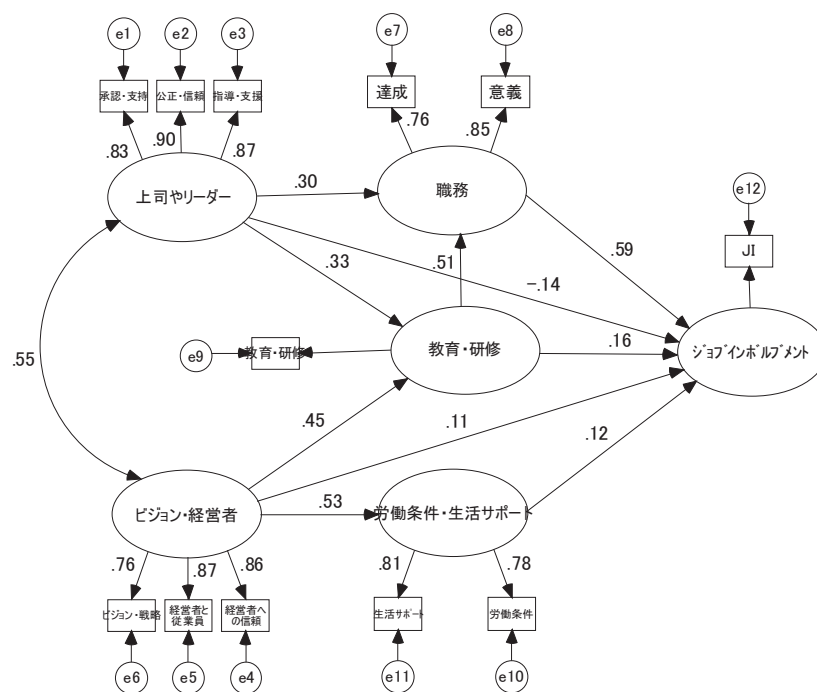 e1
e2
e3
e7
e8
承認・支持
公正・信頼
指導・支援
達成
意義
.83
.90
.87
.76
.85
上司やリーダー
.30
職務
e12
JI
.33
.51
-.14
.59
e9
教育・研修
教育・研修
.16
ジョブインボルブメント
.55
.45
.11
.12
ビジョン・経営者
.53
労働条件・生活サポート
.76
.87
.86
.81
.78
ビジョン・戦略
経営者と
従業員
経営者へ
の信頼
生活サポート
労働条件
e6
e5
e4
e11
e10